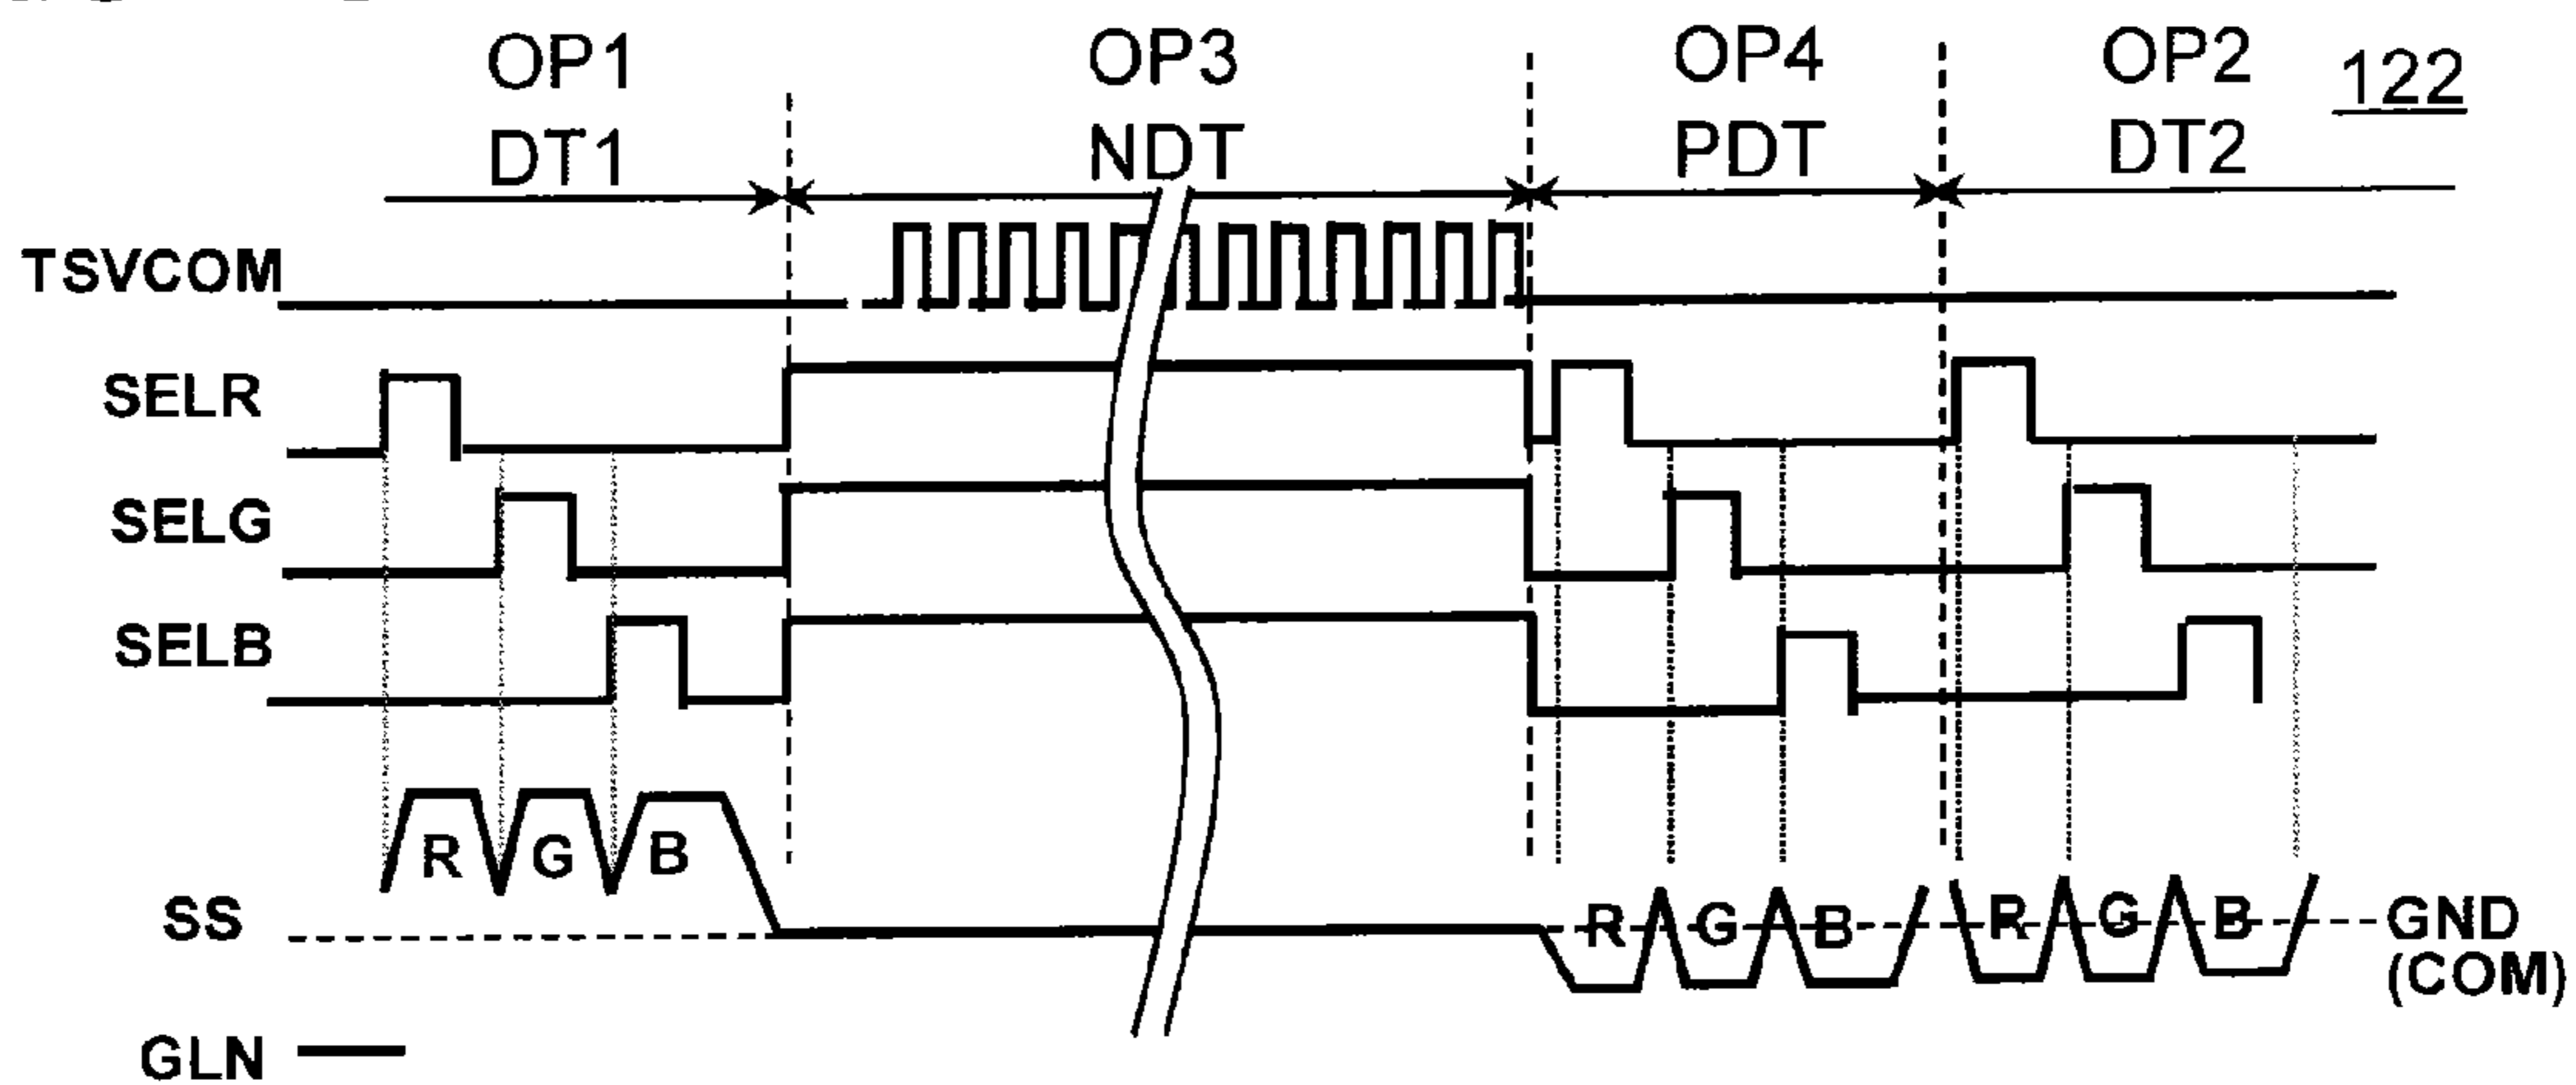 OP1 OP3 OP4 OP2 122
DT1 NDT PDT DT2
TSVCOM
SELR
SELG
SELB
R G B
SS R G B R G B GND
(COM)
GLN